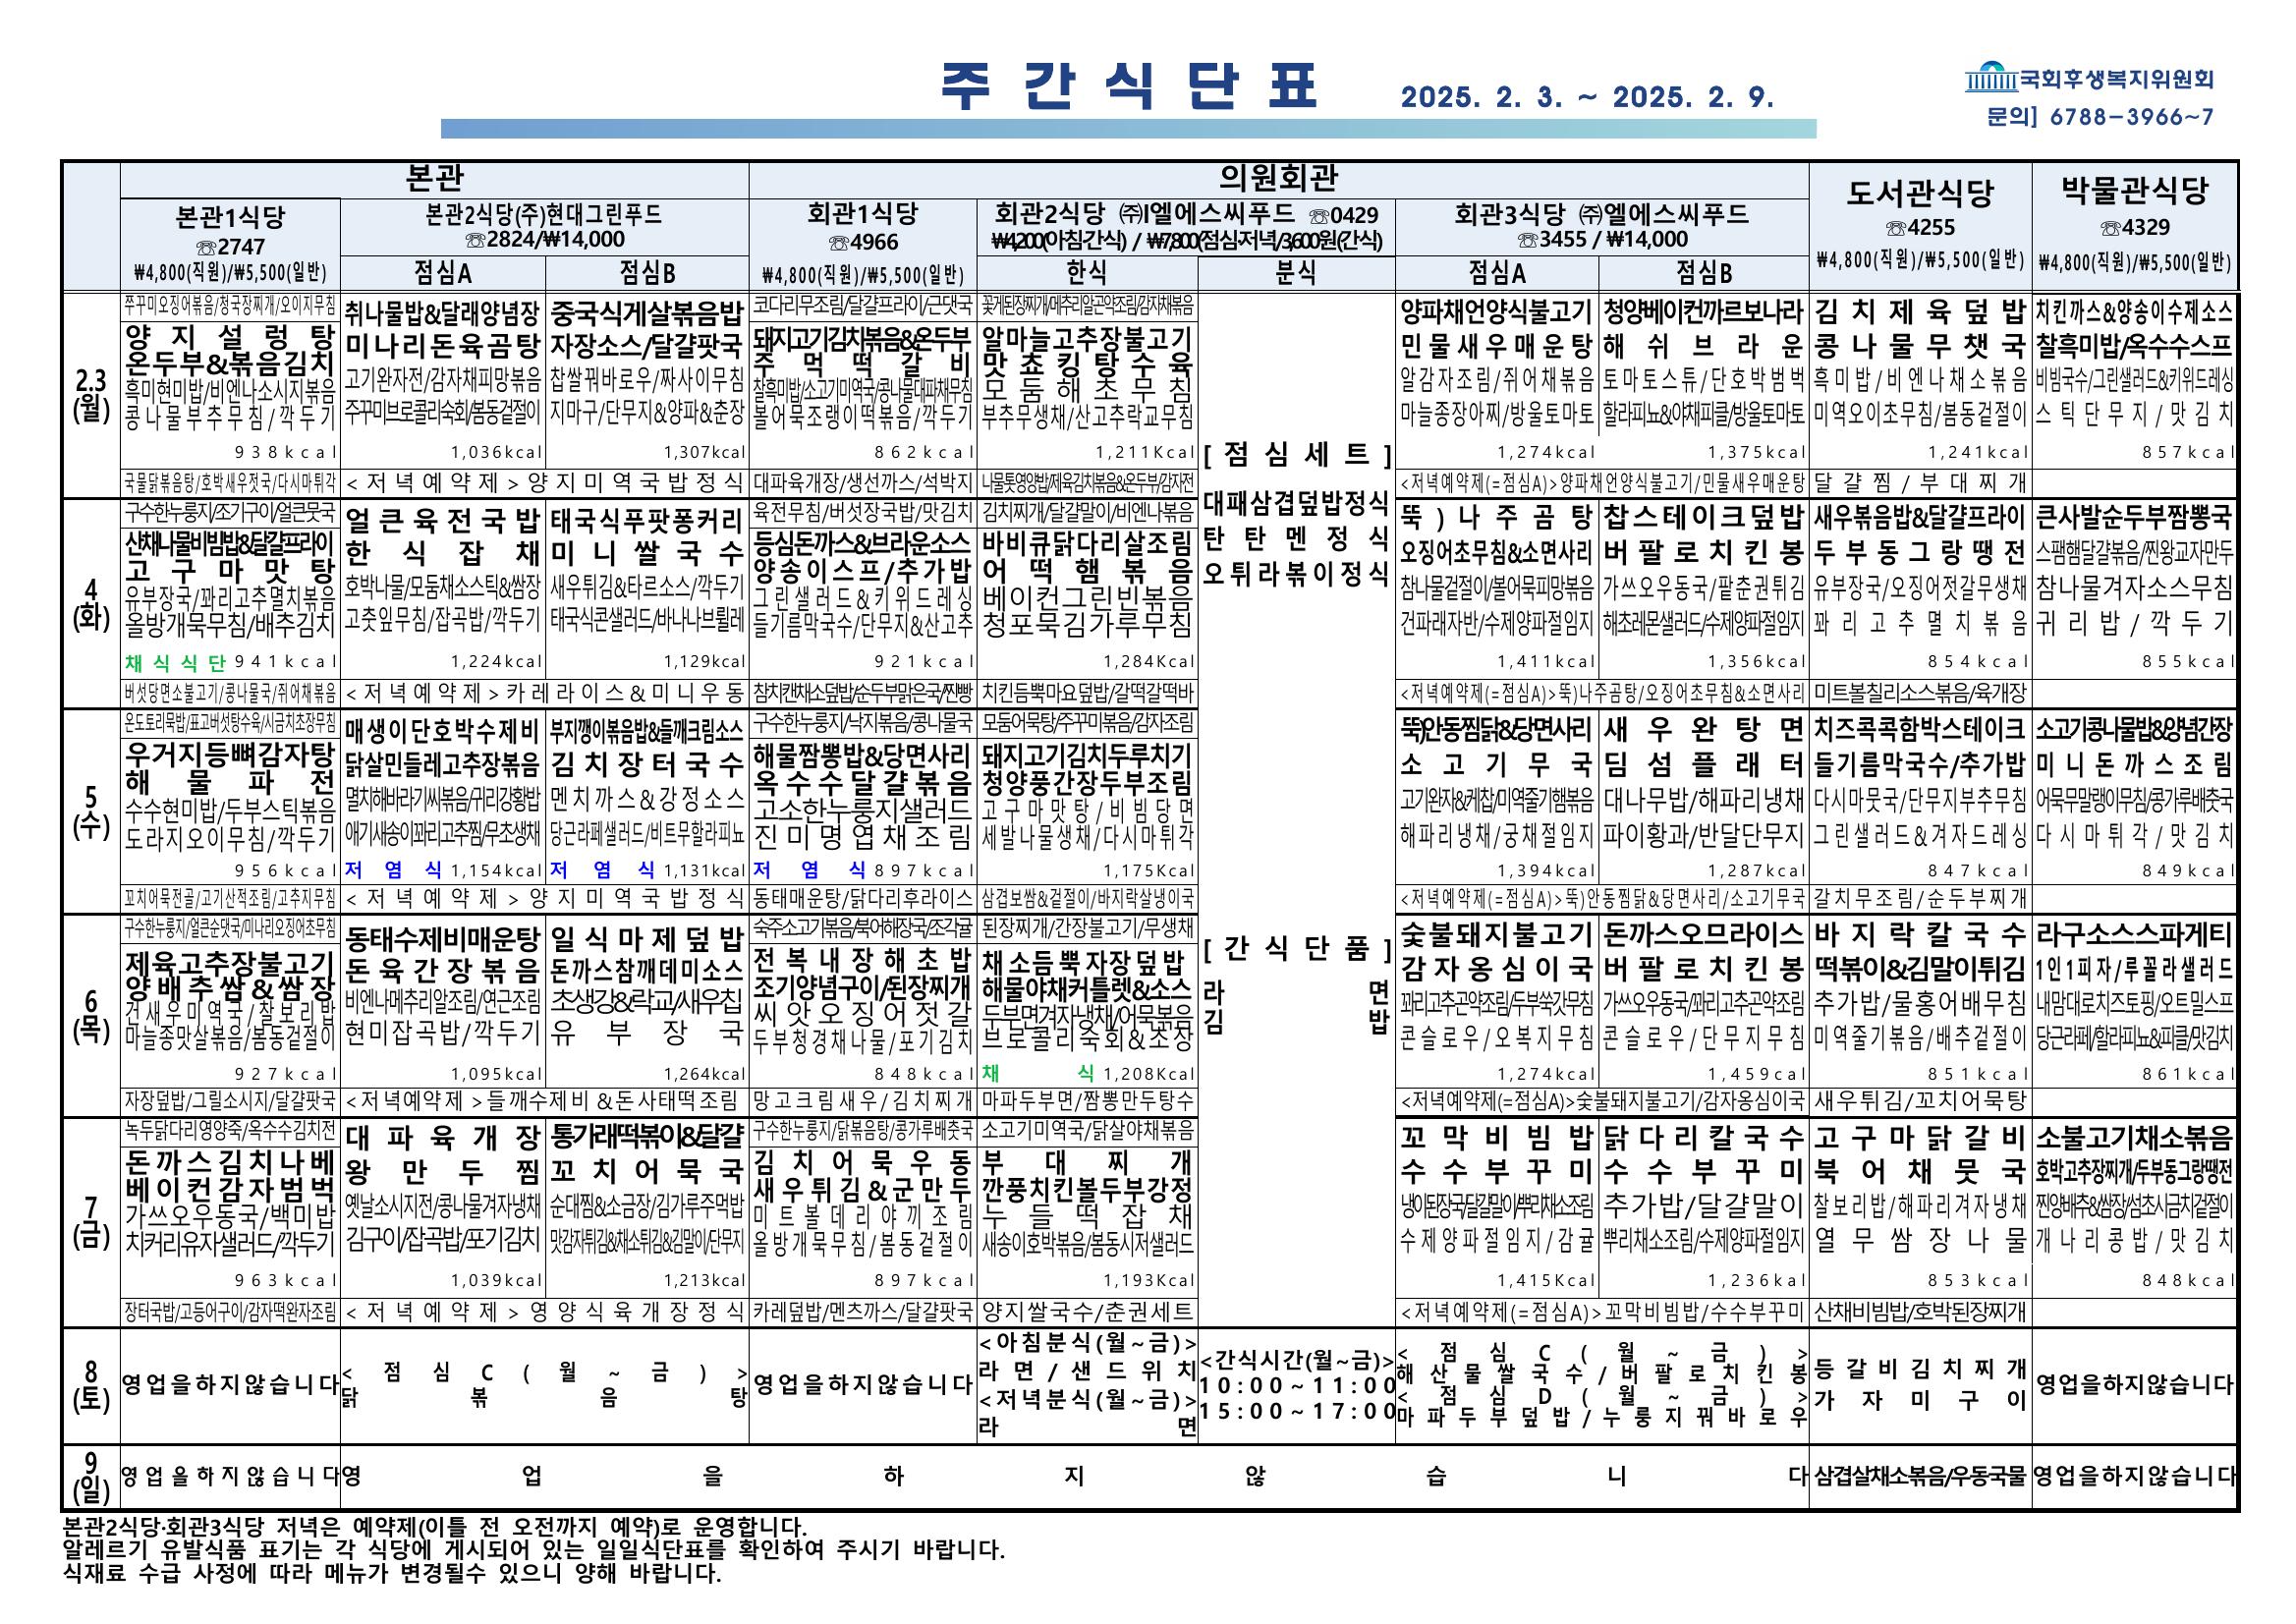 주 간 식 단 표
2025. 2. 3. ~ 2025. 2. 9.
국회후생복지위원회
문의] 6788-3966~7
본관
의원회관
도서관식당
☏4255
₩4,800(직원)/₩5,500(일반)
박물관식당
☏4329
₩4,800(직원)/₩5,500(일반)
본관1식당
☏2747
₩4,800(직원)/₩5,500(일반)
본관2식당(주)현대그린푸드
☏2824/₩14,000
점심A
점심B
회관1식당
☏4966
₩4,800(직원)/₩5,500(일반)
회관2식당 ㈜엘에스씨푸드 ☏0429
₩4,200(아침·간식) / ₩7,800(점심·저녁/3,600원(간식)
한식
분식
회관3식당 ㈜엘에스씨푸드
☏3455 / ₩14,000
점심A
점심B
2.3
(월)
쭈꾸미오징어볶음/청국장찌개/오이지무침
양 지 설 렁 탕
온두부&볶음김치
흑미현미밥/비엔나소시지볶음
콩나물부추무침/깍두기
938kcal
국물닭볶음탕/호박새우젓국/다시마튀각
취나물밥&달래양념장
미나리돈육곰탕
고기완자전/감자채피망볶음
주꾸미브로콜리숙회/봄동겉절이
1,036kcal
중국식게살볶음밥
자장소스/달걀팟국
찹쌀꿔바로우/짜사이무침
지마구/단무지&양파&춘장
1,307kcal
<저녁예약제>양지미역국밥정식
코다리무조림/달걀프라이/근댓국
돼지고기김치볶음&온두부
주 먹 떡 갈 비
찰흑미밥/소고기미역국/콩나물대파채무침
볼어묵조랭이떡볶음/깍두기
862kcal
대파육개장/생선까스/석박지
꽃게된장찌개/메추리알곤약조림/감자채볶음
알마늘고추장불고기
맛쵸킹탕수육
모둠해초무침
부추무생채/산고추락교무침
1,211Kcal
나물톳영양밥/제육김치볶음&온두부/감자전
[점심세트]
대패삼겹덮밥정식
탄탄멘정식
오튀라볶이정식
[간식단품]
라 면
김 밥
양파채언양식불고기
민물새우매운탕
알감자조림/쥐어채볶음
마늘종장아찌/방울토마토
1,274kcal
청양베이컨까르보나라
해쉬브라운
토마토스튜/단호박범벅
할라피뇨&야채피클/방울토마토
1,375kcal
<저녁예약제(=점심A)>양파채언양식불고기/민물새우매운탕
김치제육덮밥
콩나물무챗국
흑미밥/비엔나채소볶음
미역오이초무침/봄동겉절이
1,241kcal
달걀찜/부대찌개
치킨까스&양송이수제소스
찰흑미밥/옥수수스프
비빔국수/그린샐러드&키위드레싱
스틱단무지/맛김치
857kcal
4
(화)
구수한누룽지/조기구이/얼큰뭇국
산채나물비빔밥&달걀프라이
고구마맛탕
유부장국/꽈리고추멸치볶음
올방개묵무침/배추김치
채식식단 941kcal
버섯당면소불고기/콩나물국/쥐어채볶음
얼큰육전국밥
한식잡채
호박나물/모둠채소스틱&쌈장
고춧잎무침/잡곡밥/깍두기
1,224kcal
태국식푸팟퐁커리
미니쌀국수
새우튀김&타르소스/깍두기
태국식콘샐러드/바나나브륄레
1,129kcal
<저녁예약제>카레라이스&미니우동
육전무침/버섯장국밥/맛김치
등심돈까스&브라운소스
양송이스프/추가밥
그린샐러드&키위드레싱
들기름막국수/단무지&산고추
921kcal
참치캔채소덮밥/순두부맑은국/찐빵
김치찌개/달걀말이/비엔나볶음
바비큐닭다리살조림
어떡햄볶음
베이컨그린빈볶음
청포묵김가루무침
1,284Kcal
치킨듬뿍마요덮밥/갈떡갈떡바
뚝)나주곰탕
오징어초무침&소면사리
참나물겉절이/볼어묵피망볶음
건파래자반/수제양파절임지
1,411kcal
찹스테이크덮밥
버팔로치킨봉
가쓰오우동국/팥춘권튀김
해초레몬샐러드/수제양파절임지
1,356kcal
<저녁예약제(=점심A)>뚝)나주곰탕/오징어초무침&소면사리
새우볶음밥&달걀프라이
두부동그랑땡전
유부장국/오징어젓갈무생채
꽈리고추멸치볶음
854kcal
미트볼칠리소스볶음/육개장
큰사발순두부짬뽕국
스팸햄달걀볶음/찐왕교자만두
참나물겨자소스무침
귀리밥/깍두기
855kcal
5
(수)
온도토리묵밥/표고버섯탕수육/시금치초장무침
우거지등뼈감자탕
해물파전
수수현미밥/두부스틱볶음
도라지오이무침/깍두기
956kcal
꼬치어묵전골/고기산적조림/고추지무침
매생이단호박수제비
닭살민들레고추장볶음
멸치해바라기씨볶음/귀리강황밥
애기새송이꽈리고추찜/무초생채
저염식 1,154kcal
부지깽이볶음밥&들깨크림소스
김치장터국수
멘치까스&강정소스
당근라페샐러드/비트무할라피뇨
저염식 1,131kcal
<저녁예약제>양지미역국밥정식
구수한누룽지/낙지볶음/콩나물국
해물짬뽕밥&당면사리
옥수수달걀볶음
고소한누룽지샐러드
진미명엽채조림
저염식 897kcal
동태매운탕/닭다리후라이스
모둠어묵탕/주꾸미볶음/감자조림
돼지고기김치두루치기
청양풍간장두부조림
고구마맛탕/비빔당면
세발나물생채/다시마튀각
1,175Kcal
삼겹보쌈&겉절이/바지락살냉이국
뚝)안동찜닭&당면사리
소고기무국
고기완자&케찹/미역줄기햄볶음
해파리냉채/궁채절임지
1,394kcal
새우완탕면
딤섬플래터
대나무밥/해파리냉채
파이황과/반달단무지
1,287kcal
<저녁예약제(=점심A)>뚝)안동찜닭&당면사리/소고기무국
치즈콕콕함박스테이크
들기름막국수/추가밥
다시마뭇국/단무지부추무침
그린샐러드&겨자드레싱
847kcal
갈치무조림/순두부찌개
소고기콩나물밥&양념간장
미니돈까스조림
어묵무말랭이무침/콩가루배춧국
다시마튀각/맛김치
849kcal
6
(목)
구수한누룽지/얼큰순댓국/미나리오징어초무침
제육고추장불고기
양배추쌈&쌈장
건새우미역국/찰보리밥
마늘종맛살볶음/봄동겉절이
927kcal
자장덮밥/그릴소시지/달걀팟국
동태수제비매운탕
돈육간장볶음
비엔나메추리알조림/연근조림
현미잡곡밥/깍두기
1,095kcal
일식마제덮밥
돈까스참깨데미소스
초생강&락교/새우칩
유부장국
1,264kcal
<저녁예약제>들깨수제비&돈사태떡조림
숙주소고기볶음/북어해장국/조각귤
전복내장해초밥
조기양념구이/된장찌개
씨앗오징어젓갈
두부청경채나물/포기김치
848kcal
망고크림새우/김치찌개
된장찌개/간장불고기/무생채
채소듬뿍자장덮밥
해물야채커틀렛&소스
두부면겨자냉채/어묵볶음
브로콜리숙회&초장
채식 1,208Kcal
마파두부면/짬뽕만두탕수
숯불돼지불고기
감자옹심이국
꽈리고추곤약조림/두부쑥갓무침
콘슬로우/오복지무침
1,274kcal
돈까스오므라이스
버팔로치킨봉
가쓰오우동국/꽈리고추곤약조림
콘슬로우/단무지무침
1,459cal
<저녁예약제(=점심A)>숯불돼지불고기/감자옹심이국
바지락칼국수
떡볶이&김말이튀김
추가밥/물홍어배무침
미역줄기볶음/배추겉절이
851kcal
새우튀김/꼬치어묵탕
라구소스스파게티
1인1피자/루꼴라샐러드
내맘대로치즈토핑/오트밀스프
당근라페/할라피뇨&피클/맛김치
861kcal
7
(금)
녹두닭다리영양죽/옥수수김치전
돈까스김치나베
베이컨감자범벅
가쓰오우동국/백미밥
치커리유자샐러드/깍두기
963kcal
장터국밥/고등어구이/감자떡완자조림
대파육개장
왕만두찜
옛날소시지전/콩나물겨자냉채
김구이/잡곡밥/포기김치
1,039kcal
통가래떡볶이&달걀
꼬치어묵국
순대찜&소금장/김가루주먹밥
맛감자튀김&채소튀김&김말이/단무지
1,213kcal
<저녁예약제>영양식육개장정식
구수한누룽지/닭볶음탕/콩가루배춧국
김치어묵우동
새우튀김&군만두
미트볼데리야끼조림
올방개묵무침/봄동겉절이
897kcal
카레덮밥/멘츠까스/달걀팟국
소고기미역국/닭살야채볶음
부대찌개
깐풍치킨볼두부강정
누들떡잡채
새송이호박볶음/봄동시저샐러드
1,193Kcal
양지쌀국수/춘권세트
꼬막비빔밥
수수부꾸미
냉이된장국/달걀말이/뿌리채소조림
수제양파절임지/감귤
1,415Kcal
닭다리칼국수
수수부꾸미
추가밥/달걀말이
뿌리채소조림/수제양파절임지
1,236kal
<저녁예약제(=점심A)>꼬막비빔밥/수수부꾸미
고구마닭갈비
북어채뭇국
찰보리밥/해파리겨자냉채
열무쌈장나물
853kcal
산채비빔밥/호박된장찌개
소불고기채소볶음
호박고추장찌개/두부동그랑땡전
찐양배추&쌈장/섬초시금치겉절이
개나리콩밥/맛김치
848kcal
8
(토)
영업을하지않습니다
<점심C(월~금)>
닭볶음탕
영업을하지않습니다
<아침분식(월~금)>
라면/샌드위치
<저녁분식(월~금)>
라면
<간식시간(월~금)>
10:00~11:00
15:00~17:00
<점심C(월~금)>
해산물쌀국수/버팔로치킨봉
<점심D(월~금)>
마파두부덮밥/누룽지꿔바로우
등갈비김치찌개
가자미구이
영업을하지않습니다
9
(일)
영업을하지않습니다
영업을하지않습니다
삼겹살채소볶음/우동국물
영업을하지않습니다
본관2식당·회관3식당 저녁은 예약제(이틀 전 오전까지 예약)로 운영합니다.
알레르기 유발식품 표기는 각 식당에 게시되어 있는 일일식단표를 확인하여 주시기 바랍니다.
식재료 수급 사정에 따라 메뉴가 변경될수 있으니 양해 바랍니다.